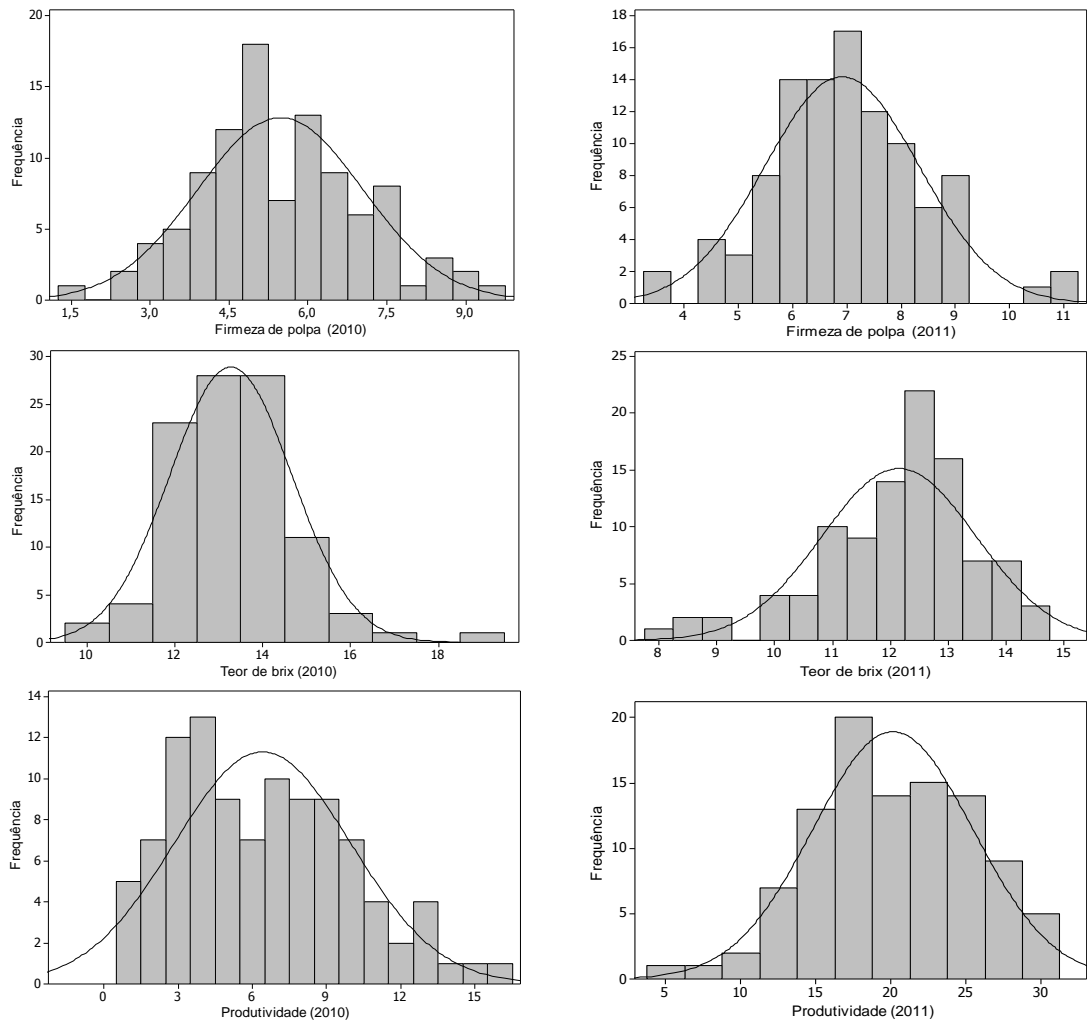 20
15
10
5
0
Frequência
1,5 3,0 4,5 6,0 7,5 9,0
Firmeza de polpa (2010)
18
16
14
12
10
8
6
4
2
0
Frequência
4 5 6 7 8 9 10 11
Firmeza de polpa (2011)
30
25
20
15
10
5
0
Frequência
10 12 14 16 18
Teor de brix (2010)
25
20
15
10
5
0
Frequência
8 9 10 11 12 13 14 15
Teor de brix (2011)
14
12
10
8
6
4
2
0
Frequência
0 3 6 9 12 15
Produtividade (2010)
20
15
10
5
0
Frequência
5 10 15 20 25 30
Produtividade (2011)